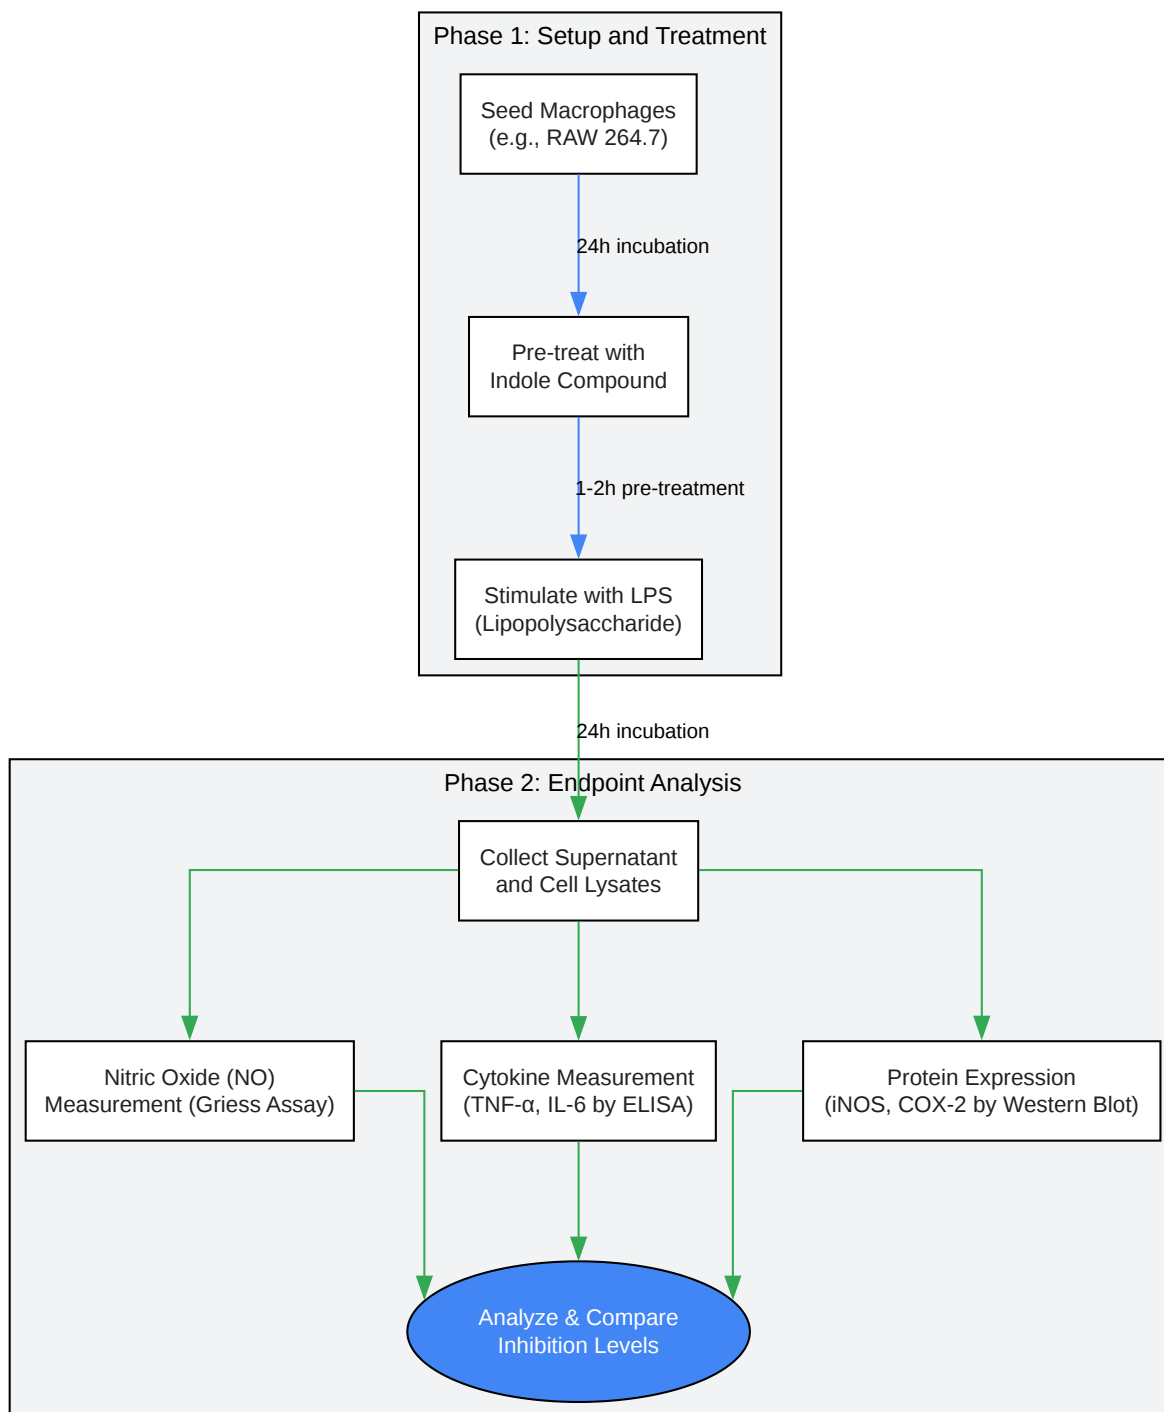 Phase 1: Setup and Treatment
Seed Macrophages
(e.g., RAW 264.7)
24h incubation
Pre-treat with
Indole Compound
1-2h pre-treatment
Stimulate with LPS
(Lipopolysaccharide)
24h incubation
Phase 2: Endpoint Analysis
Collect Supernatant
and Cell Lysates
Nitric Oxide (NO)
Measurement (Griess Assay)
Cytokine Measurement
(TNF-α, IL-6 by ELISA)
Protein Expression
(iNOS, COX-2 by Western Blot)
Analyze & Compare
Inhibition Levels